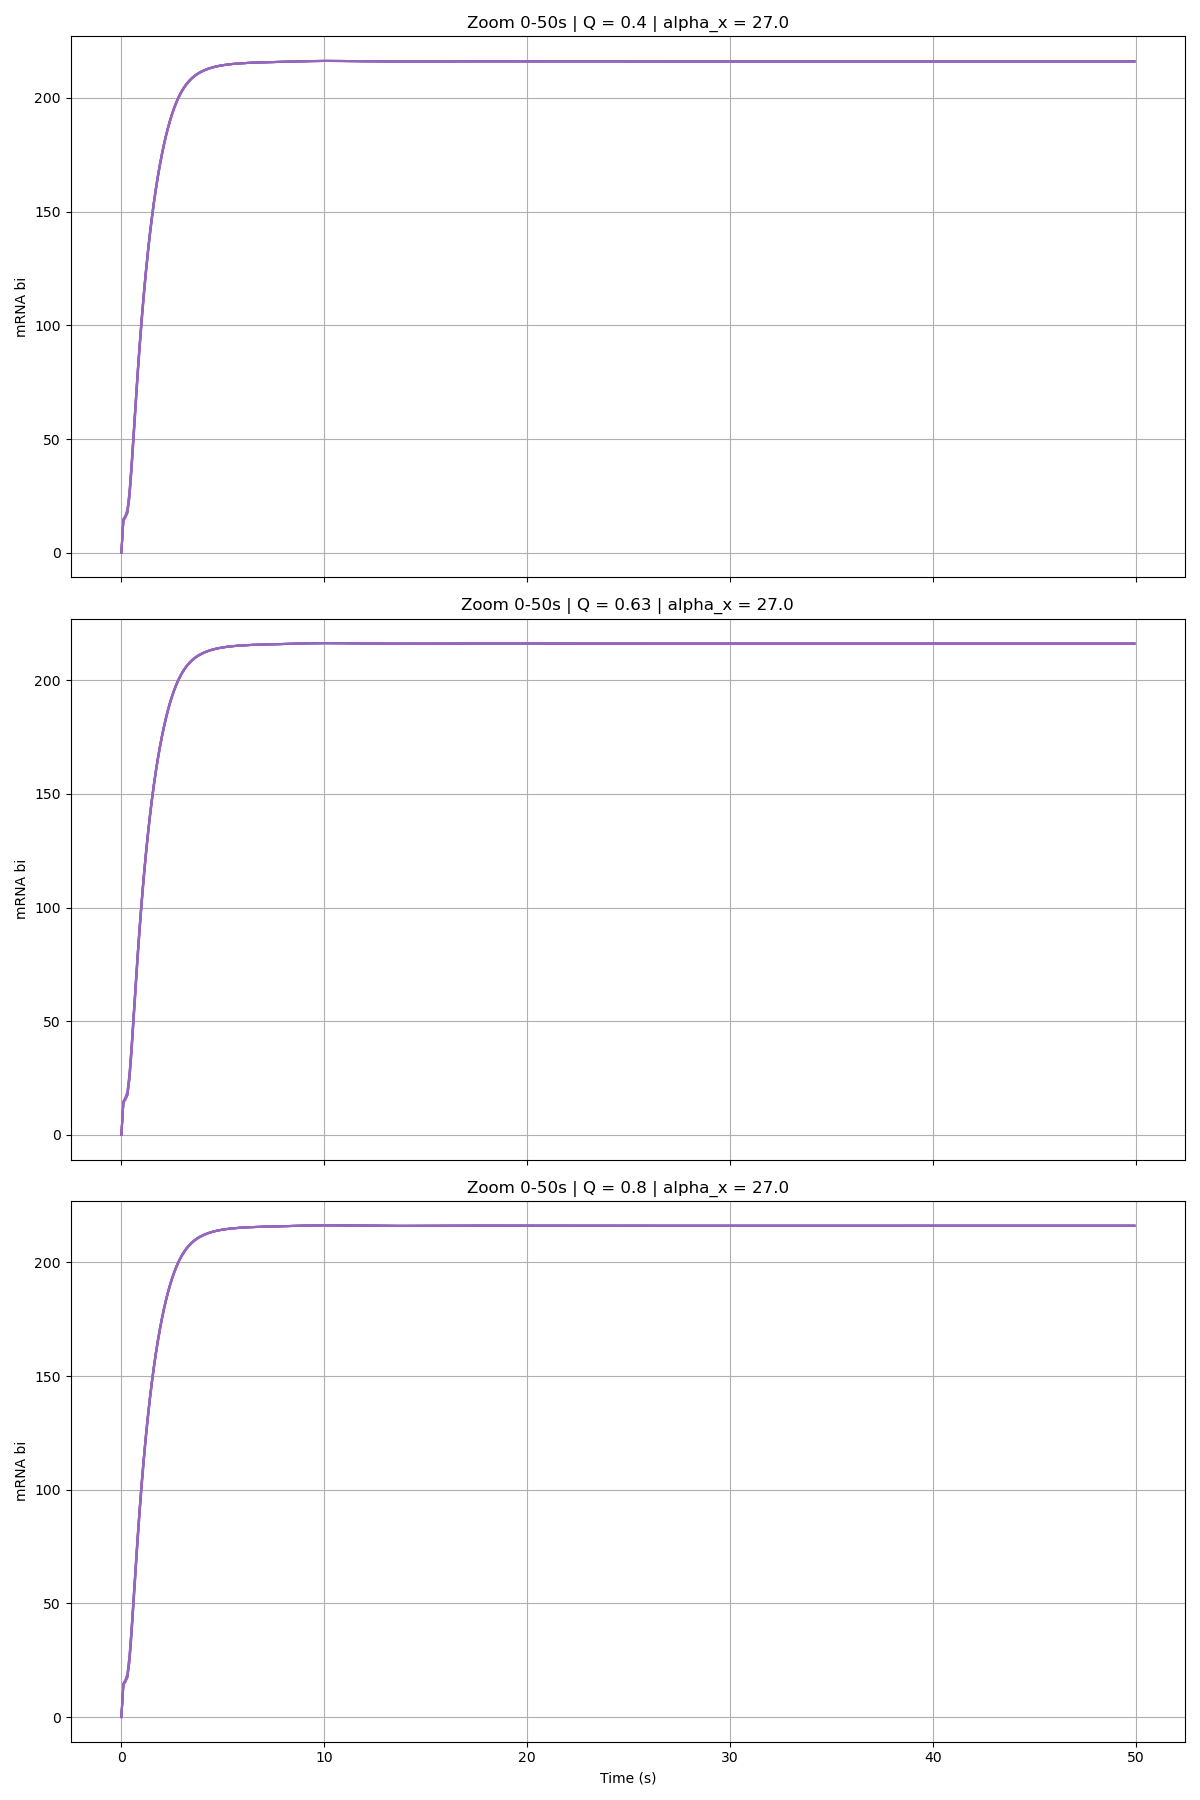 Zoom 0-50s | Q = 0.4 | alpha_x = 27.0
200
150
100
50
0
mRNA bi
Zoom 0-50s | Q = 0.63 | alpha_x = 27.0
200
150
100
50
0
mRNA bi
Zoom 0-50s | Q = 0.8 | alpha_x = 27.0
200
150
100
50
0
mRNA bi
0 10 20 30 40 50
Time (s)